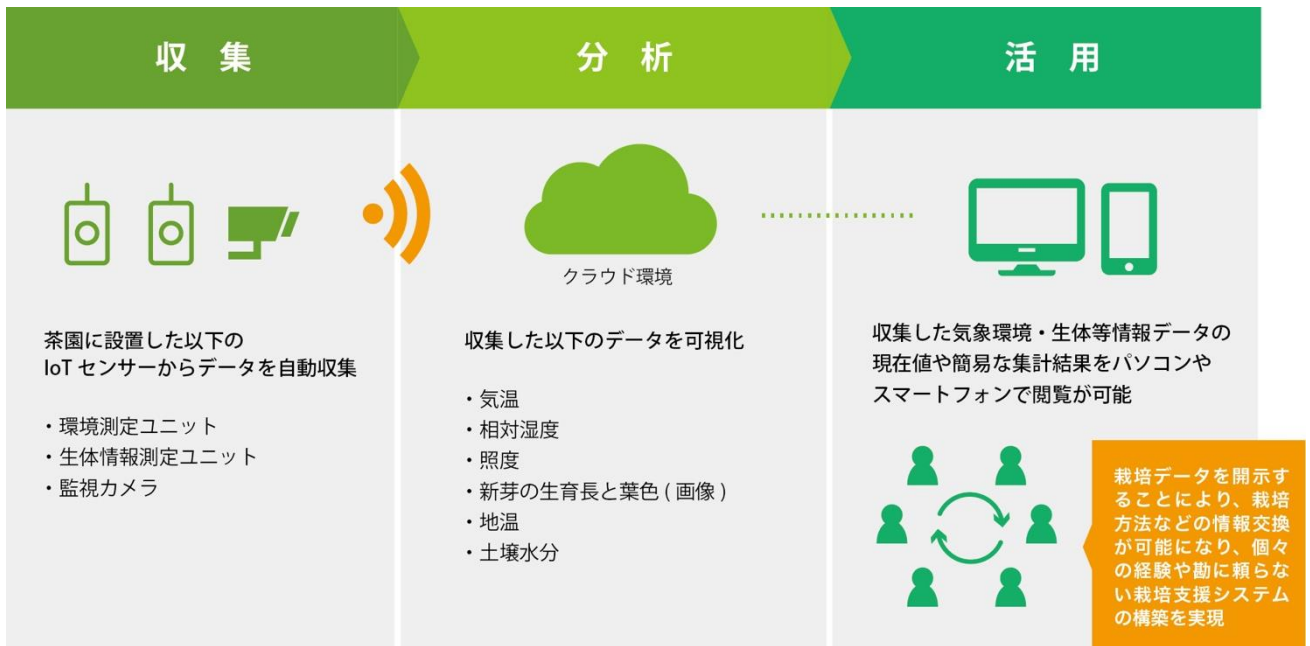 収 集
分 析
活 用
茶園に設置した以下の
IoT センサーからデータを自動収集
・環境測定ユニット
・生体情報測定ユニット
・監視カメラ
クラウド環境
収集した以下のデータを可視化
・気温
・相対湿度
・照度
・新芽の生育長と葉色 ( 画像 )
・地温
・土壌水分
収集した気象環境・生体等情報データの
現在値や簡易な集計結果をパソコンや
スマートフォンで閲覧が可能
栽培データを開示す
ることにより、栽培
方法などの情報交換
が可能になり、個々
の経験や勘に頼らな
い栽培支援システム
の構築を実現